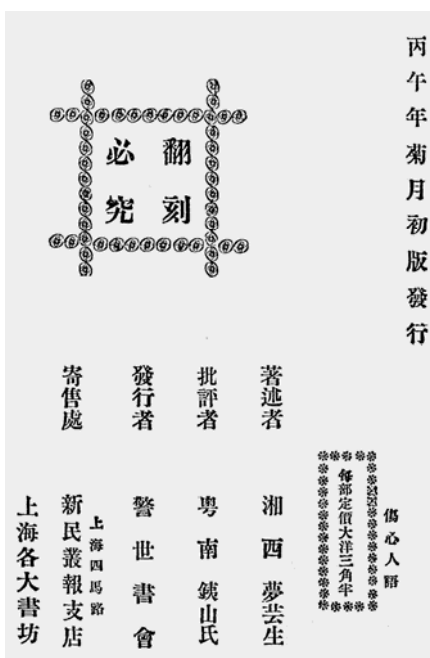 丙午年菊月初版發行
傷心人語
每部定價大洋三角半
翻刻
必究
著述者　湘西夢芸生
批評者　粤南鉄山氏
發行者　警世書會
寄售處　上海四馬路
新民叢報支店
上海各大書坊